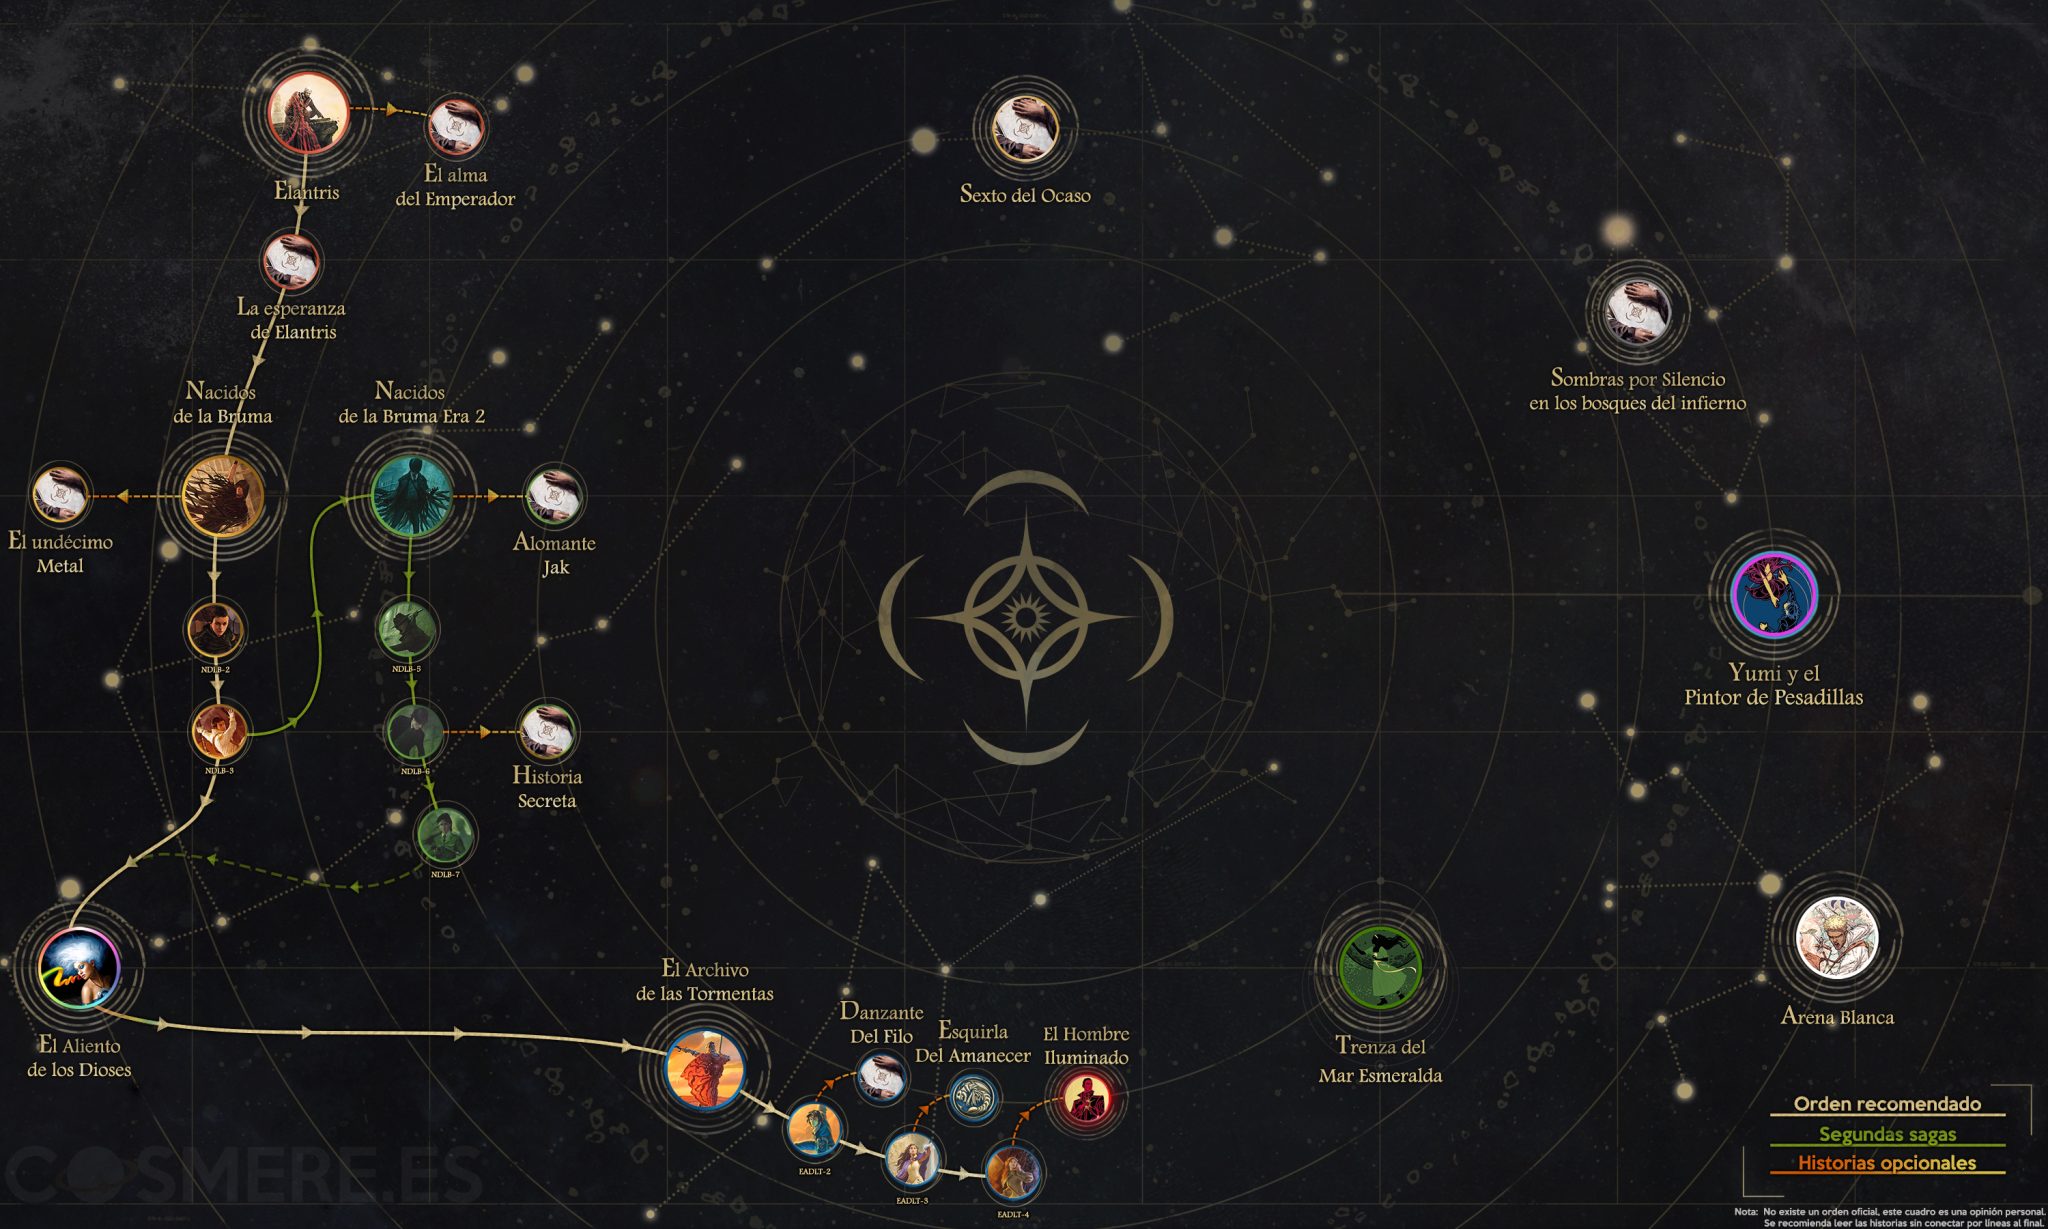 Elantris
El alma
del Emperador
Sexto del Ocaso
La esperanza
de Elantris
Sombras por Silencio
en los bosques del infierno
Nacidos
de la Bruma
Nacidos
de la Bruma Era 2
El undécimo
Metal
Alomante
Jak
NDLB-2
NDLB-5
Yumi y el
Pintor de Pesadillas
NDLB-3
NDLB-6
Historia
Secreta
NDLB-7
El Aliento
de los Dioses
El Archivo
de las Tormentas
Danzante
Del Filo
Esquirla
Del Amanecer
El Hombre
Iluminado
Trenza del
Mar Esmeralda
Arena Blanca
EADLT-2
EADLT-3
EADLT-4
Orden recomendado
Segundas sagas
Historias opcionales
COSMERE.ES
Nota: No existe un orden oficial, este cuadro es una opinión personal.
Se recomienda leer las historias sin conectar por líneas al final.